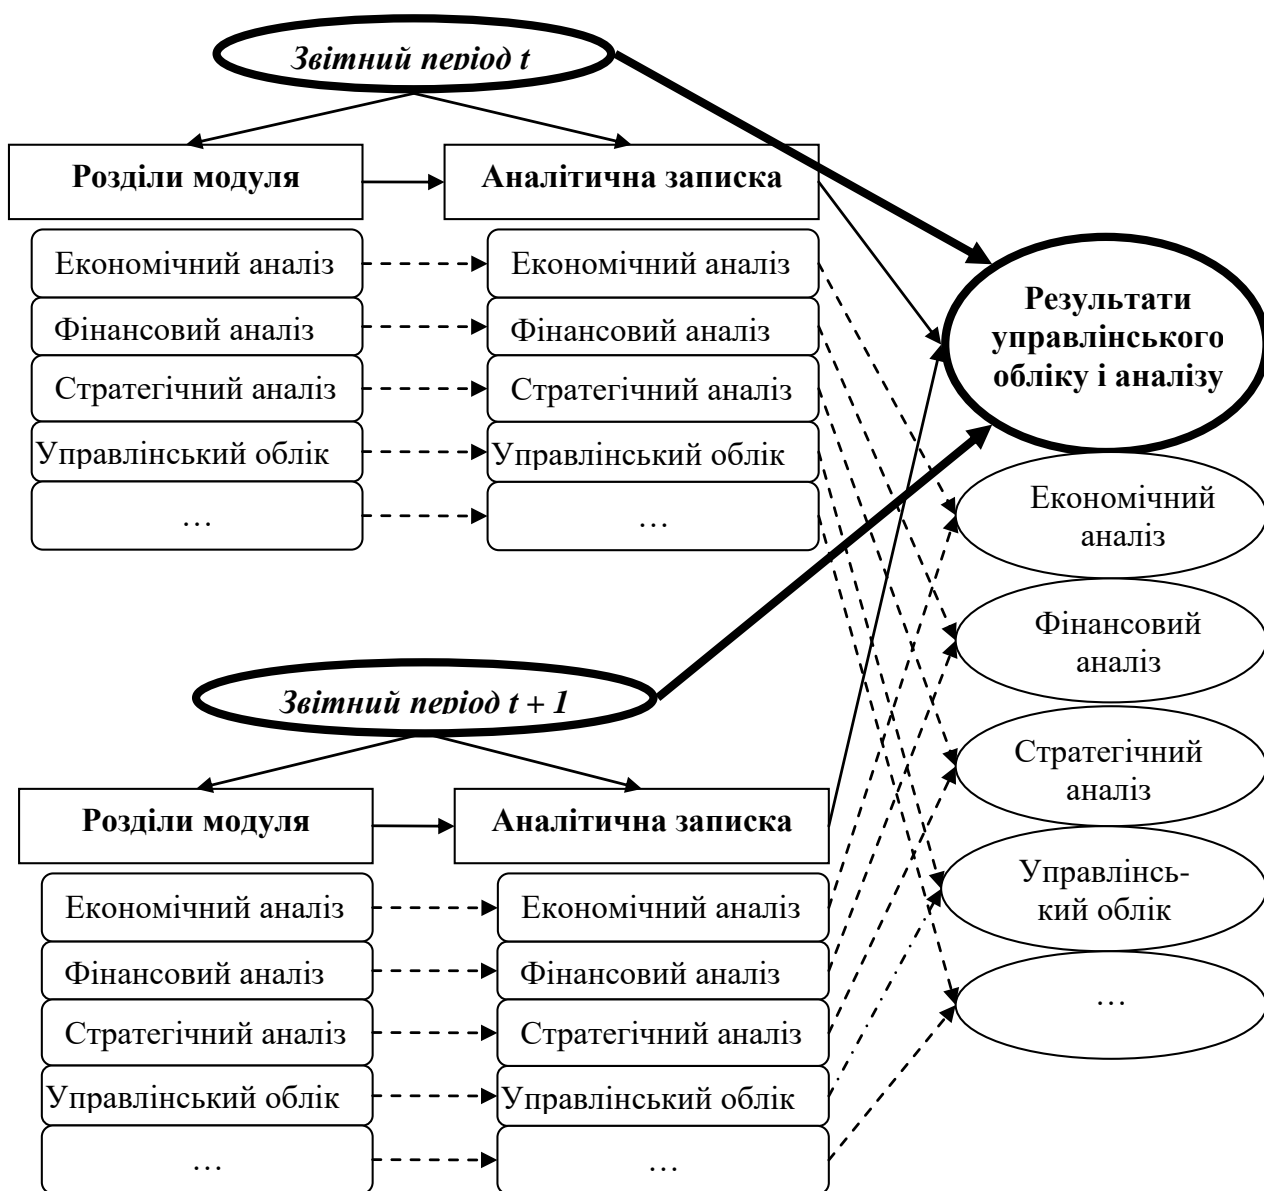 Звітний період t
Розділи модуля
Аналітична записка
Економічний аналіз
Економічний аналіз
Фінансовий аналіз
Фінансовий аналіз
Стратегічний аналіз
Стратегічний аналіз
Управлінський облік
Управлінський облік
…
…
Звітний період t + 1
Розділи модуля
Аналітична записка
Економічний аналіз
Економічний аналіз
Фінансовий аналіз
Фінансовий аналіз
Стратегічний аналіз
Стратегічний аналіз
Управлінський облік
Управлінський облік
…
…
Результати
управлінського
обліку і аналізу
Економічний
аналіз
Фінансовий
аналіз
Стратегічний
аналіз
Управлінсь-
кий облік
…